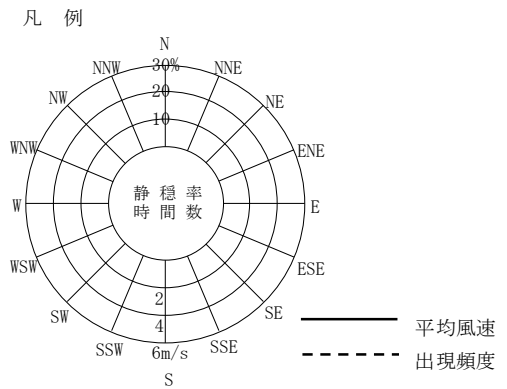 凡 例
N
NNW 30% NNE
NW 20 NE
10
WNW ENE
静 穏 率
W 時 間 数 E
WSW ESE
2
SW 4 SE
SSW 6m/s SSE
S
平均風速
出現頻度